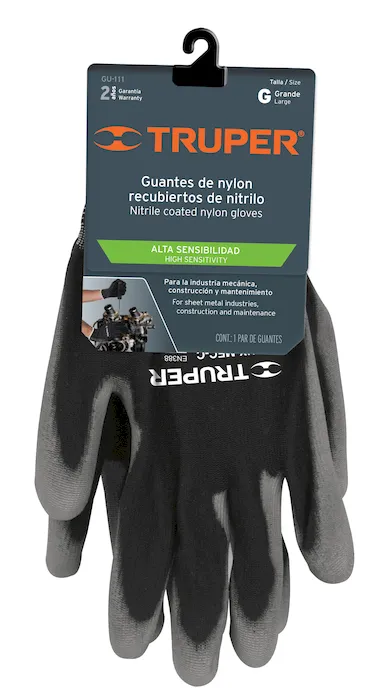 GU-111
2 años Garantía
Warranty
Talla / Size
G Grande
Large
TRUPER®
Guantes de nylon
recubiertos de nitrilo
Nitrile coated nylon gloves
ALTA SENSIBILIDAD
HIGH SENSITIVITY
Para la industria mecánica,
construcción y mantenimiento
For sheet metal industries,
construction and maintenance
CONT.: 1 PAR DE GUANTES
EN388
TRUPER